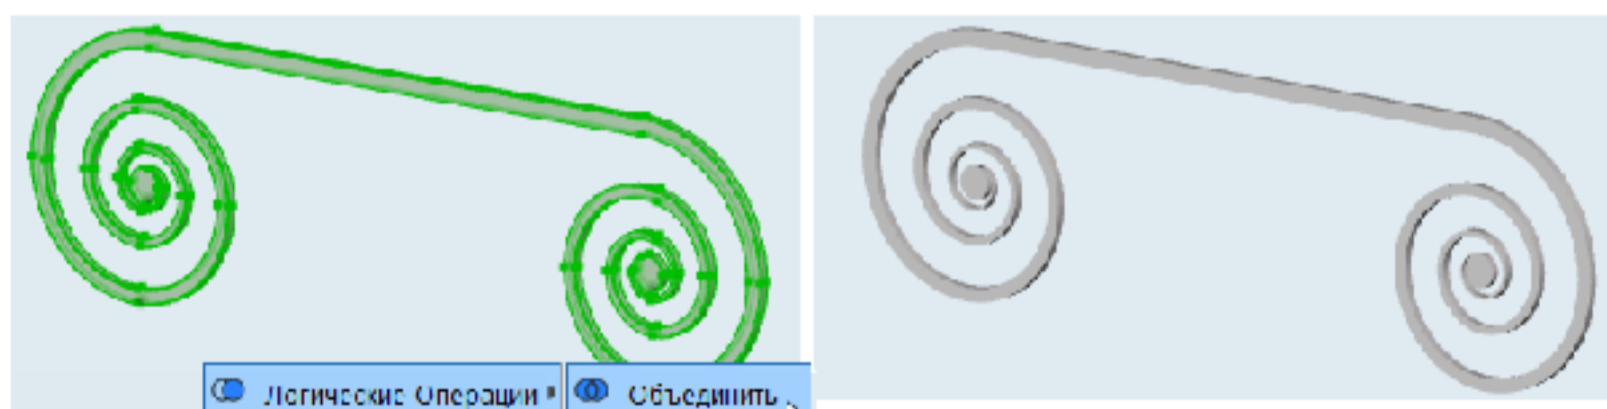 Логические Операции
Объединить